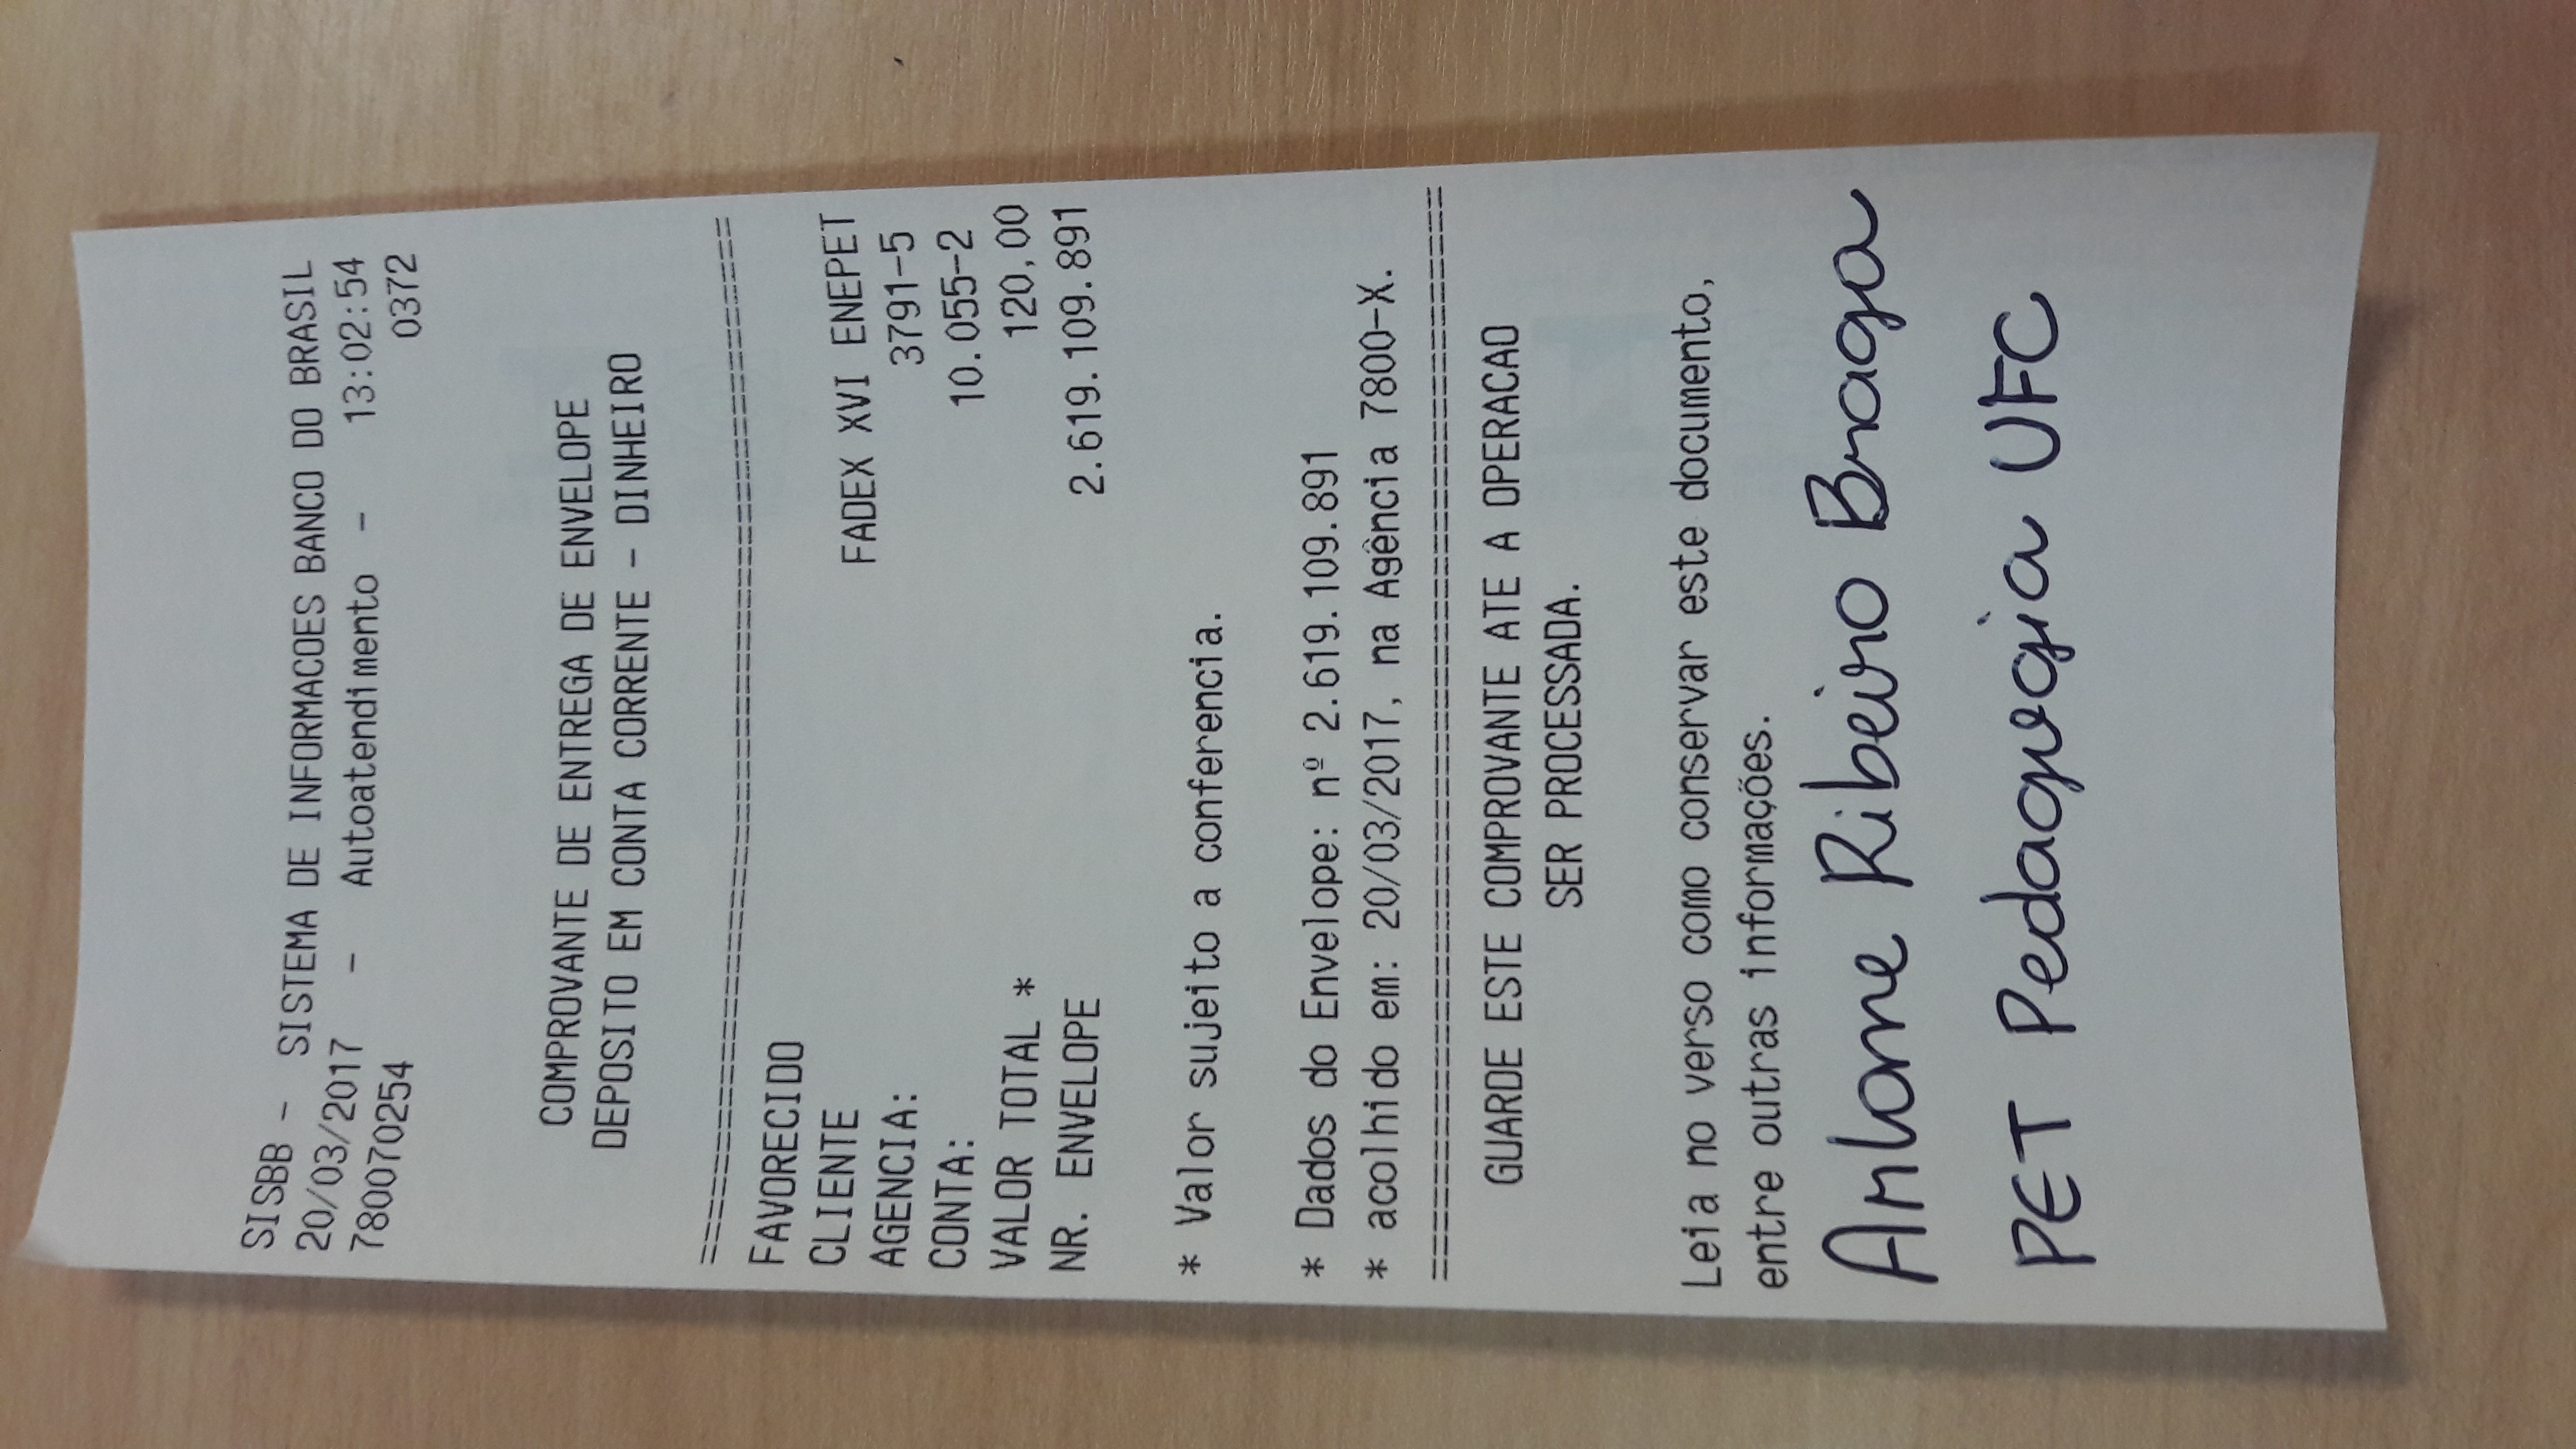 SISBB - SISTEMA DE INFORMACOES BANCO DO BRASIL
20/03/2017 - Autoatendimento - 13:02:54
780070254 0372
COMPROVANTE DE ENTREGA DE ENVELOPE
DEPOSITO EM CONTA CORRENTE - DINHEIRO
================================================
FAVORECIDO
CLIENTE FADEX XVI ENEPET
AGENCIA: 3791-5
CONTA: 10.055-2
VALOR TOTAL * 120,00
NR. ENVELOPE 2.619.109.891
* Valor sujeito a conferencia.
* Dados do Envelope: nº 2.619.109.891
* acolhido em: 20/03/2017, na Agência 7800-X.
================================================
GUARDE ESTE COMPROVANTE ATE A OPERACAO
SER PROCESSADA.
Leia no verso como conservar este documento,
entre outras informações.
Arlane Ribeiro Braga
PET Pedagogia UFC